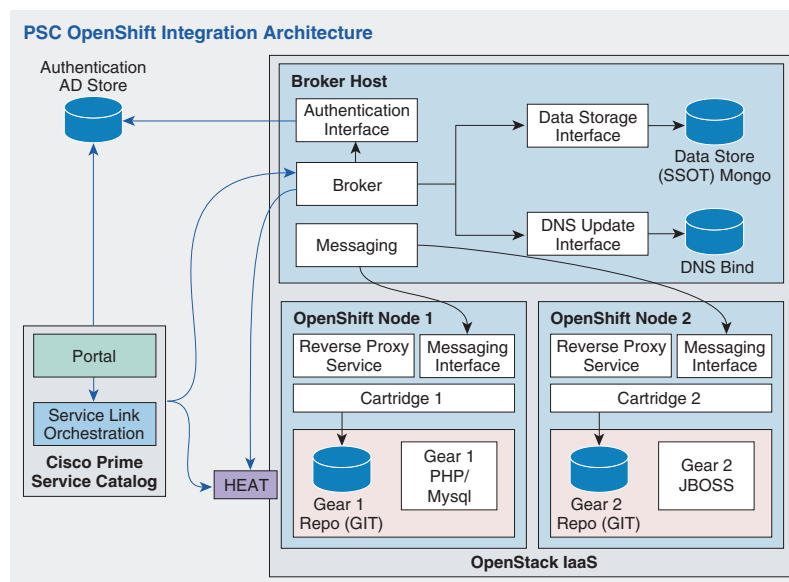 PSC OpenShift Integration Architecture
Authentication
AD Store
Broker Host
Authentication
Interface
Broker
Messaging
Data Storage
Interface
Data Store
(SSOT) Mongo
DNS Update
Interface
DNS Bind
Portal
Service Link
Orchestration
Cisco Prime
Service Catalog
HEAT
OpenShift Node 1
Reverse Proxy
Service
Messaging
Interface
Cartridge 1
Gear 1
Repo (GIT)
Gear 1
PHP/
Mysql
OpenShift Node 2
Reverse Proxy
Service
Messaging
Interface
Cartridge 2
Gear 2
Repo (GIT)
Gear 2
JBOSS
OpenStack IaaS